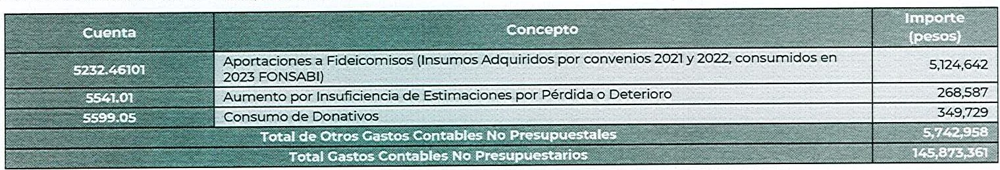 Cuenta Concepto Importe
(pesos)
5232.46101 Aportaciones a Fideicomisos (Insumos Adquiridos por convenios 2021 y 2022, consumidos en
2023 FONSABI) 5,124,642
5541.01 Aumento por Insuficiencia de Estimaciones por Pérdida o Deterioro 268,587
5599.05 Consumo de Donativos 349,729
Total de Otros Gastos Contables No Presupuestales 5,742,958
Total Gastos Contables No Presupuestarios 145,873,361